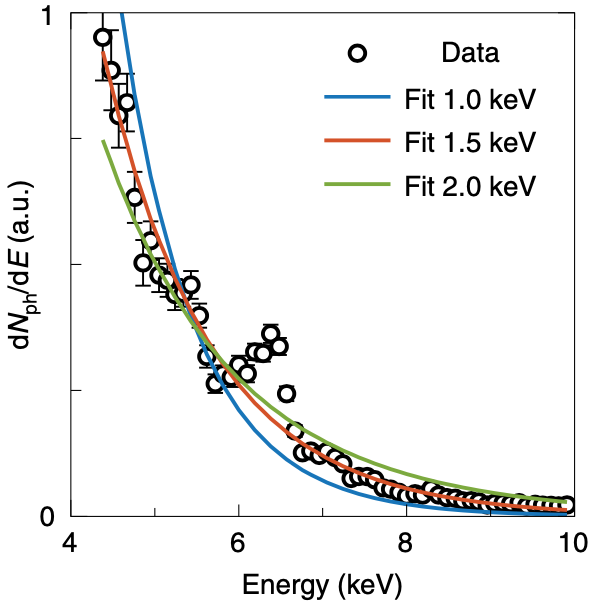 1
0
dNph/dE (a.u.)
Data
Fit 1.0 keV
Fit 1.5 keV
Fit 2.0 keV
4 6 8 10
Energy (keV)